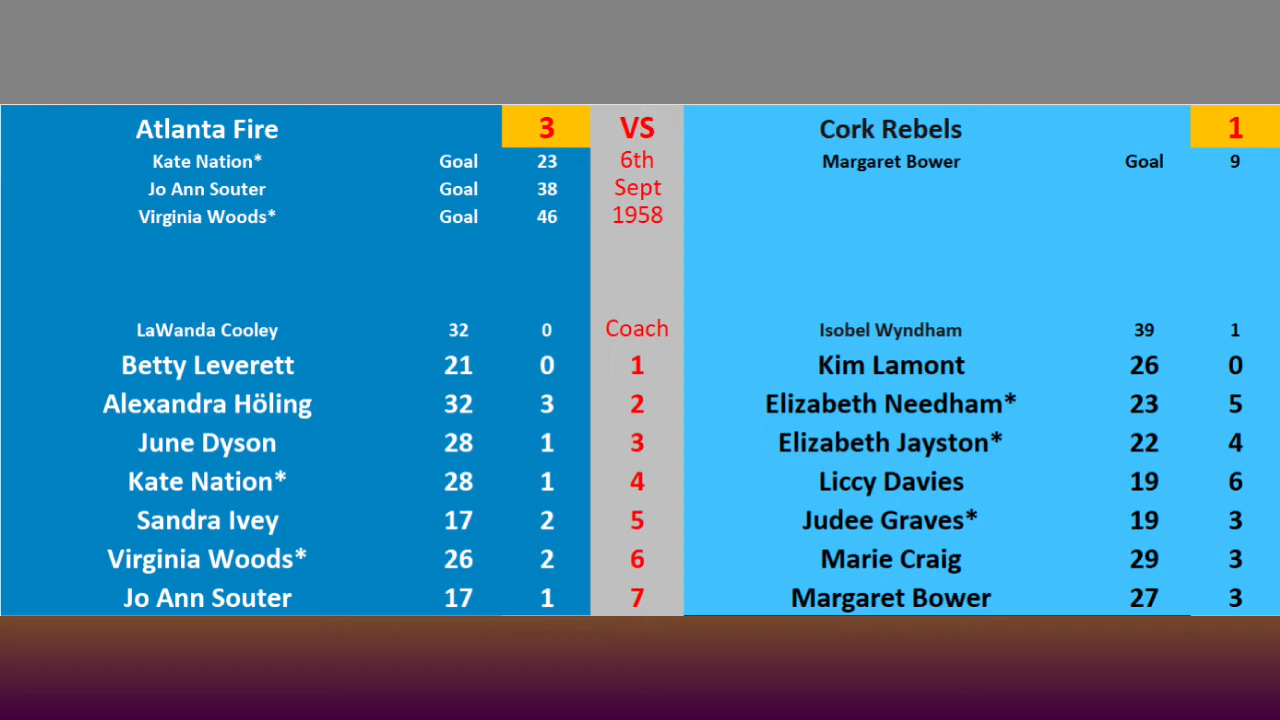 Atlanta Fire 3 VS Cork Rebels 1
Kate Nation* Goal 23 6th Margaret Bower Goal 9
Jo Ann Souter Goal 38 Sept
Virginia Woods* Goal 46 1958
LaWanda Cooley 32 0 Coach Isobel Wyndham 39 1
Betty Leverett 21 0 1 Kim Lamont 26 0
Alexandra Höling 32 3 2 Elizabeth Needham* 23 5
June Dyson 28 1 3 Elizabeth Jayston* 22 4
Kate Nation* 28 1 4 Liccy Davies 19 6
Sandra Ivey 17 2 5 Judee Graves* 19 3
Virginia Woods* 26 2 6 Marie Craig 29 3
Jo Ann Souter 17 1 7 Margaret Bower 27 3